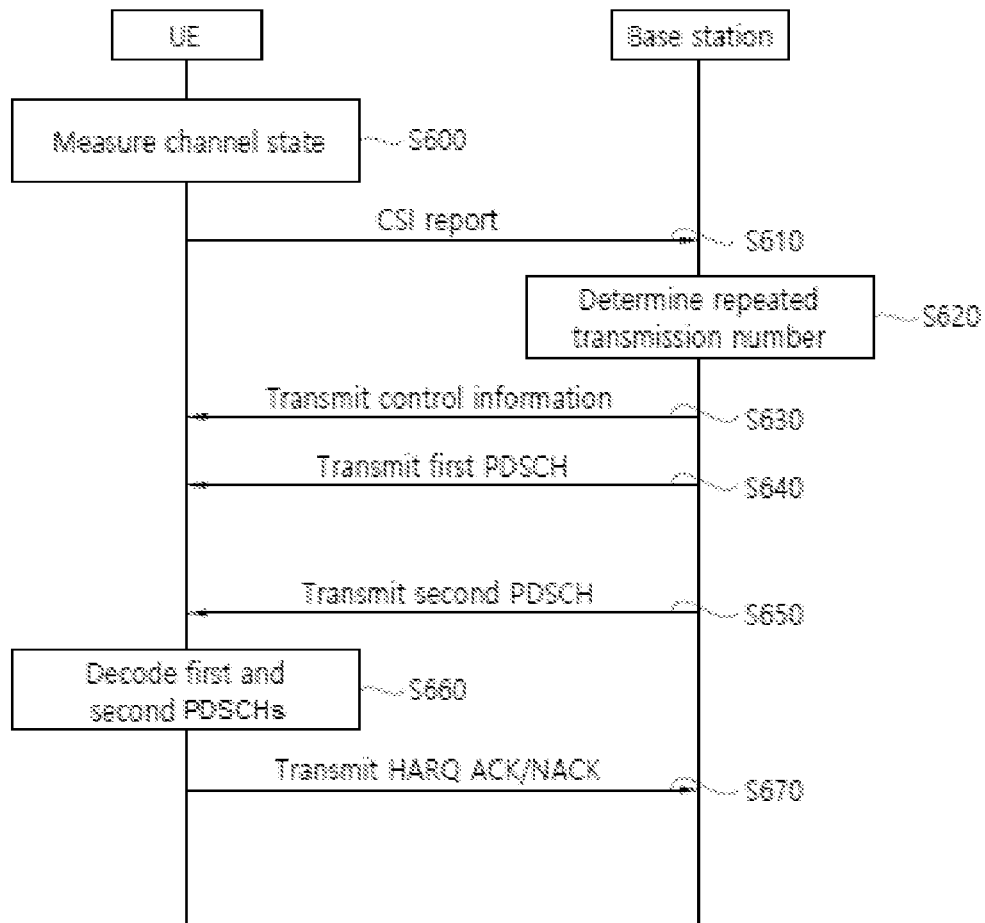 UE
Base station
Measure channel state
S600
CSI report
S610
Determine repeated
transmission number
S620
Transmit control information
S630
Transmit first PDSCH
S640
Transmit second PDSCH
S650
Decode first and
second PDSCHs
S660
Transmit HARQ ACK/NACK
S670